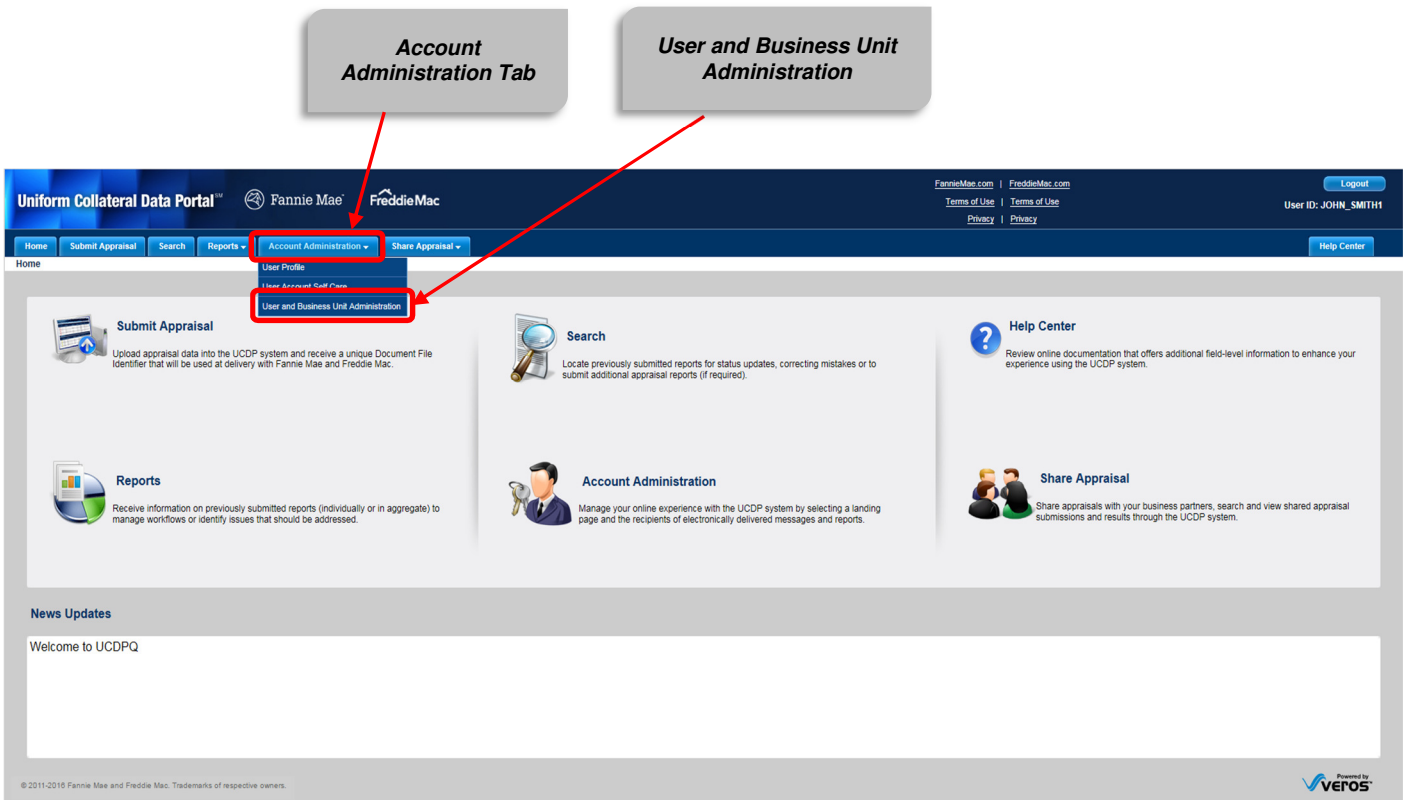 Account
Administration Tab
User and Business Unit
Administration
Uniform Collateral Data Portal℠
Fannie Mae®
Freddie Mac
FannieMae.com | FreddieMac.com
Terms of Use | Terms of Use
Privacy | Privacy
Logout
User ID: JOHN_SMITH1
Home Submit Appraisal Search Reports Account Administration Share Appraisal Help Center
Home
User Profile
User Account Self Care
User and Business Unit Administration
Submit Appraisal
Upload appraisal data into the UCDP system and receive a unique Document File
Identifier that will be used at delivery with Fannie Mae and Freddie Mac.
Search
Locate previously submitted reports for status updates, correcting mistakes or to
submit additional appraisal reports (if required).
Help Center
Review online documentation that offers additional field-level information to enhance your
experience using the UCDP system.
Reports
Receive information on previously submitted reports (individually or in aggregate) to
manage workflows or identify issues that should be addressed.
Account Administration
Manage your online experience with the UCDP system by selecting a landing
page and the recipients of electronically delivered messages and reports.
Share Appraisal
Share appraisals with your business partners, search and view shared appraisal
submissions and results through the UCDP system.
News Updates
Welcome to UCDPQ
© 2011-2016 Fannie Mae and Freddie Mac. Trademarks of respective owners.
Powered by
veros™